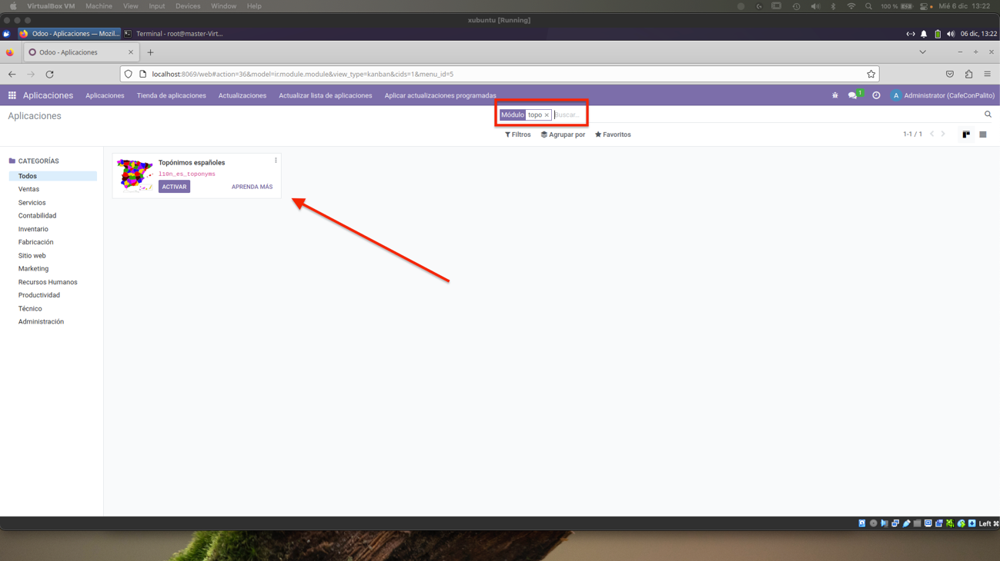 VirtualBox VM Machine View Input Devices Window Help 100 % Mié 6 dic 13:22
xubuntu [Running]
Odoo - Aplicaciones — Mozil... Terminal - root@master-Virt... 06 dic, 13:22
Odoo - Aplicaciones
localhost:8069/web#action=36&model=ir.module.module&view_type=kanban&cids=1&menu_id=5
Aplicaciones Aplicaciones Tienda de aplicaciones Actualizaciones Actualizar lista de aplicaciones Aplicar actualizaciones programadas 1 A Administrator (CafeConPalito)
Aplicaciones Módulo topo × Buscar...
Filtros Agrupar por Favoritos 1-1 / 1
CATEGORÍAS
Todos
Ventas
Servicios
Contabilidad
Inventario
Fabricación
Sitio web
Marketing
Recursos Humanos
Productividad
Técnico
Administración
Topónimos españoles
l10n_es_toponyms
ACTIVAR APRENDA MÁS
Left ⌘